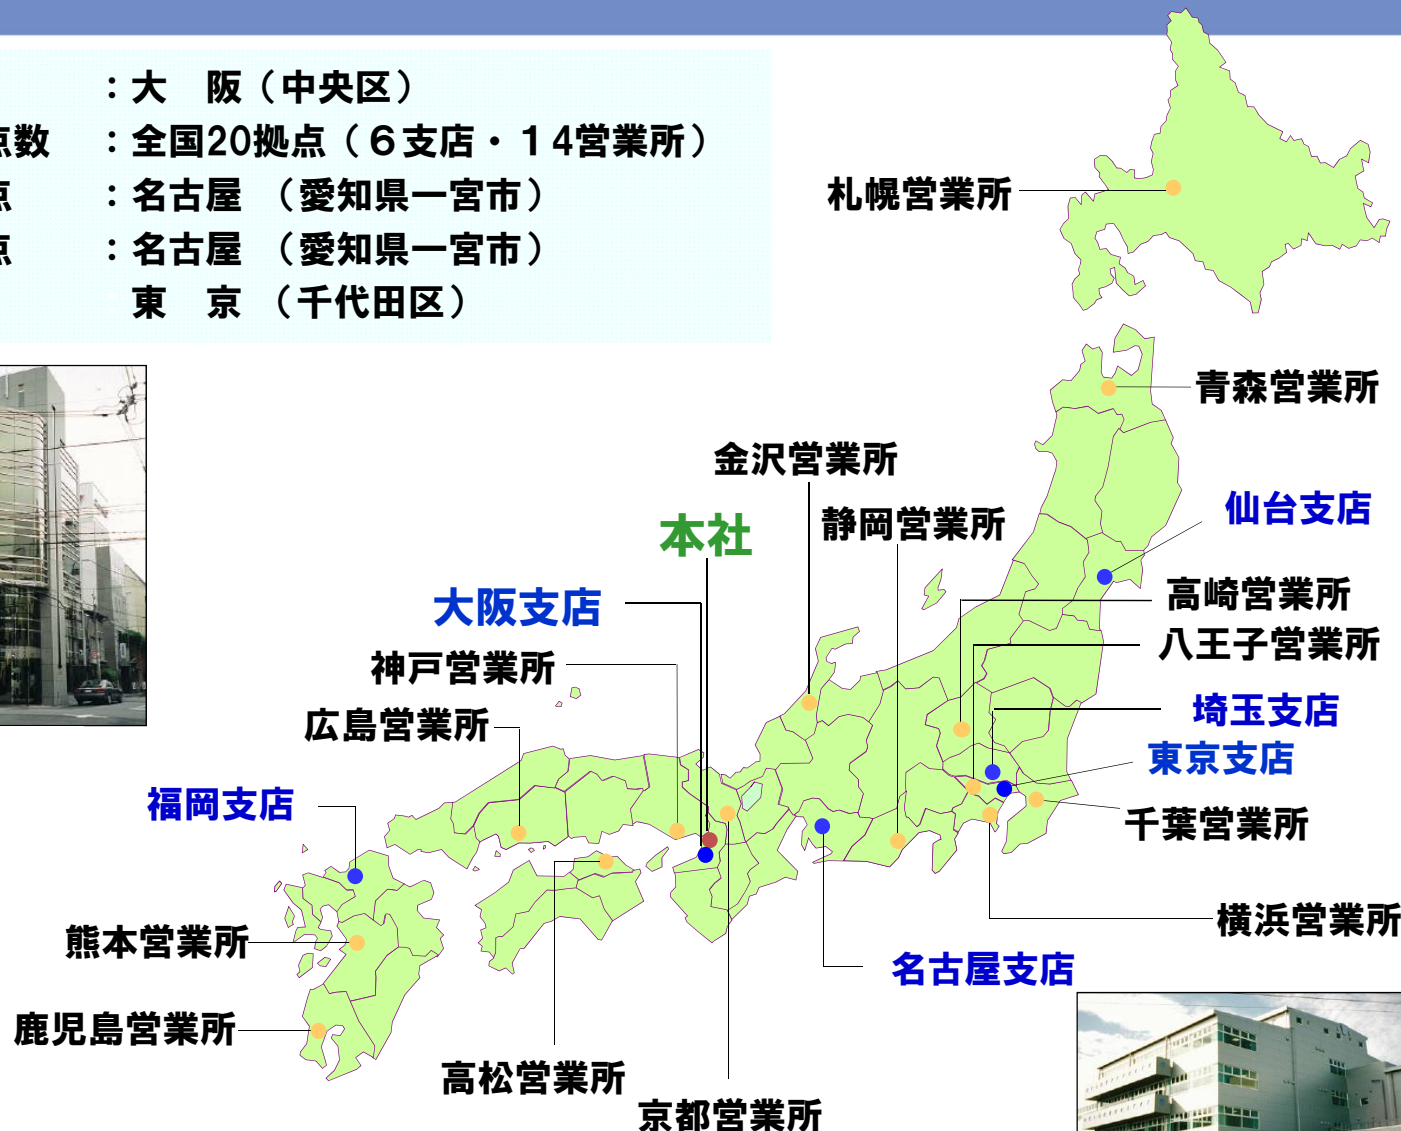 ：大　阪（中央区）
点数　：全国20拠点（６支店・１4営業所）
点　：名古屋　（愛知県一宮市）
点　：名古屋　（愛知県一宮市）
東　京　（千代田区）
札幌営業所
青森営業所
金沢営業所
仙台支店
静岡営業所
本社
高崎営業所
大阪支店
八王子営業所
神戸営業所
埼玉支店
広島営業所
東京支店
福岡支店
千葉営業所
横浜営業所
熊本営業所
名古屋支店
鹿児島営業所
高松営業所
京都営業所